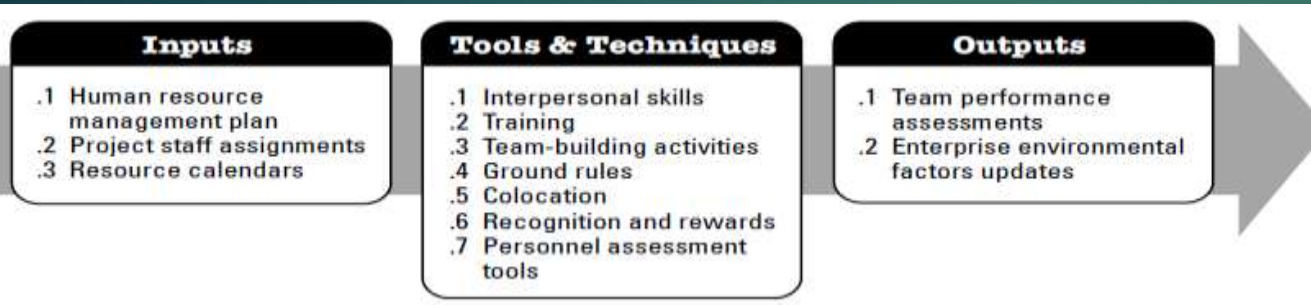 Inputs
.1 Human resource
management plan
.2 Project staff assignments
.3 Resource calendars
Tools & Techniques
.1 Interpersonal skills
.2 Training
.3 Team-building activities
.4 Ground rules
.5 Colocation
.6 Recognition and rewards
.7 Personnel assessment
tools
Outputs
.1 Team performance
assessments
.2 Enterprise environmental
factors updates